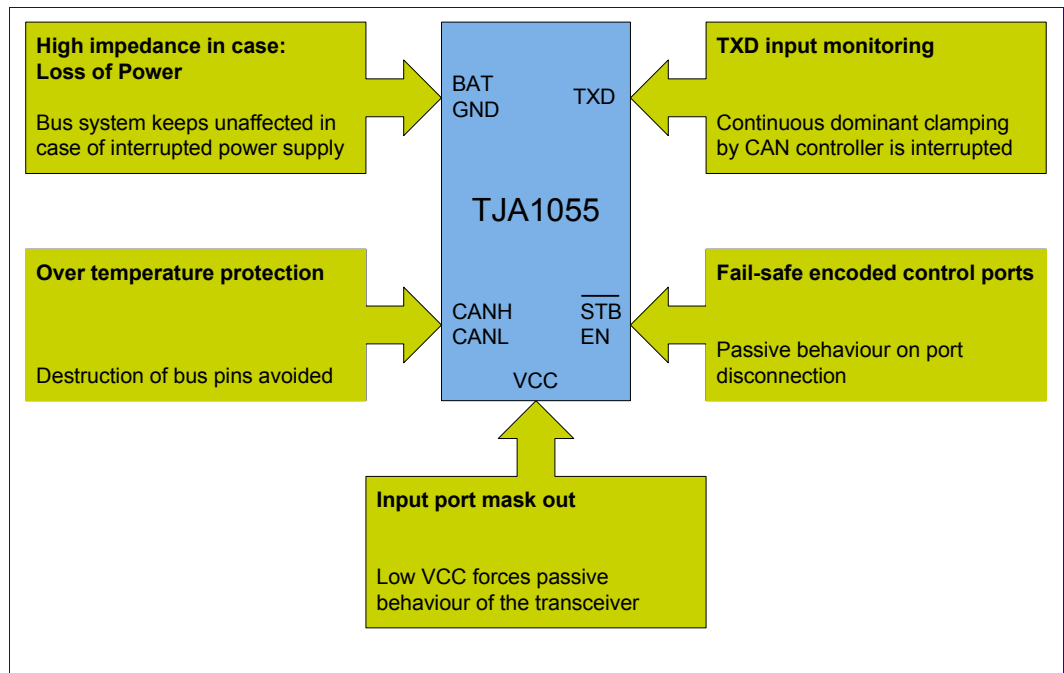 High impedance in case:
Loss of Power
Bus system keeps unaffected in
case of interrupted power supply
BAT
GND
TXD
TXD input monitoring
Continuous dominant clamping
by CAN controller is interrupted
TJA1055
Over temperature protection
Destruction of bus pins avoided
CANH
CANL
STB
EN
VCC
Fail-safe encoded control ports
Passive behaviour on port
disconnection
Input port mask out
Low VCC forces passive
behaviour of the transceiver